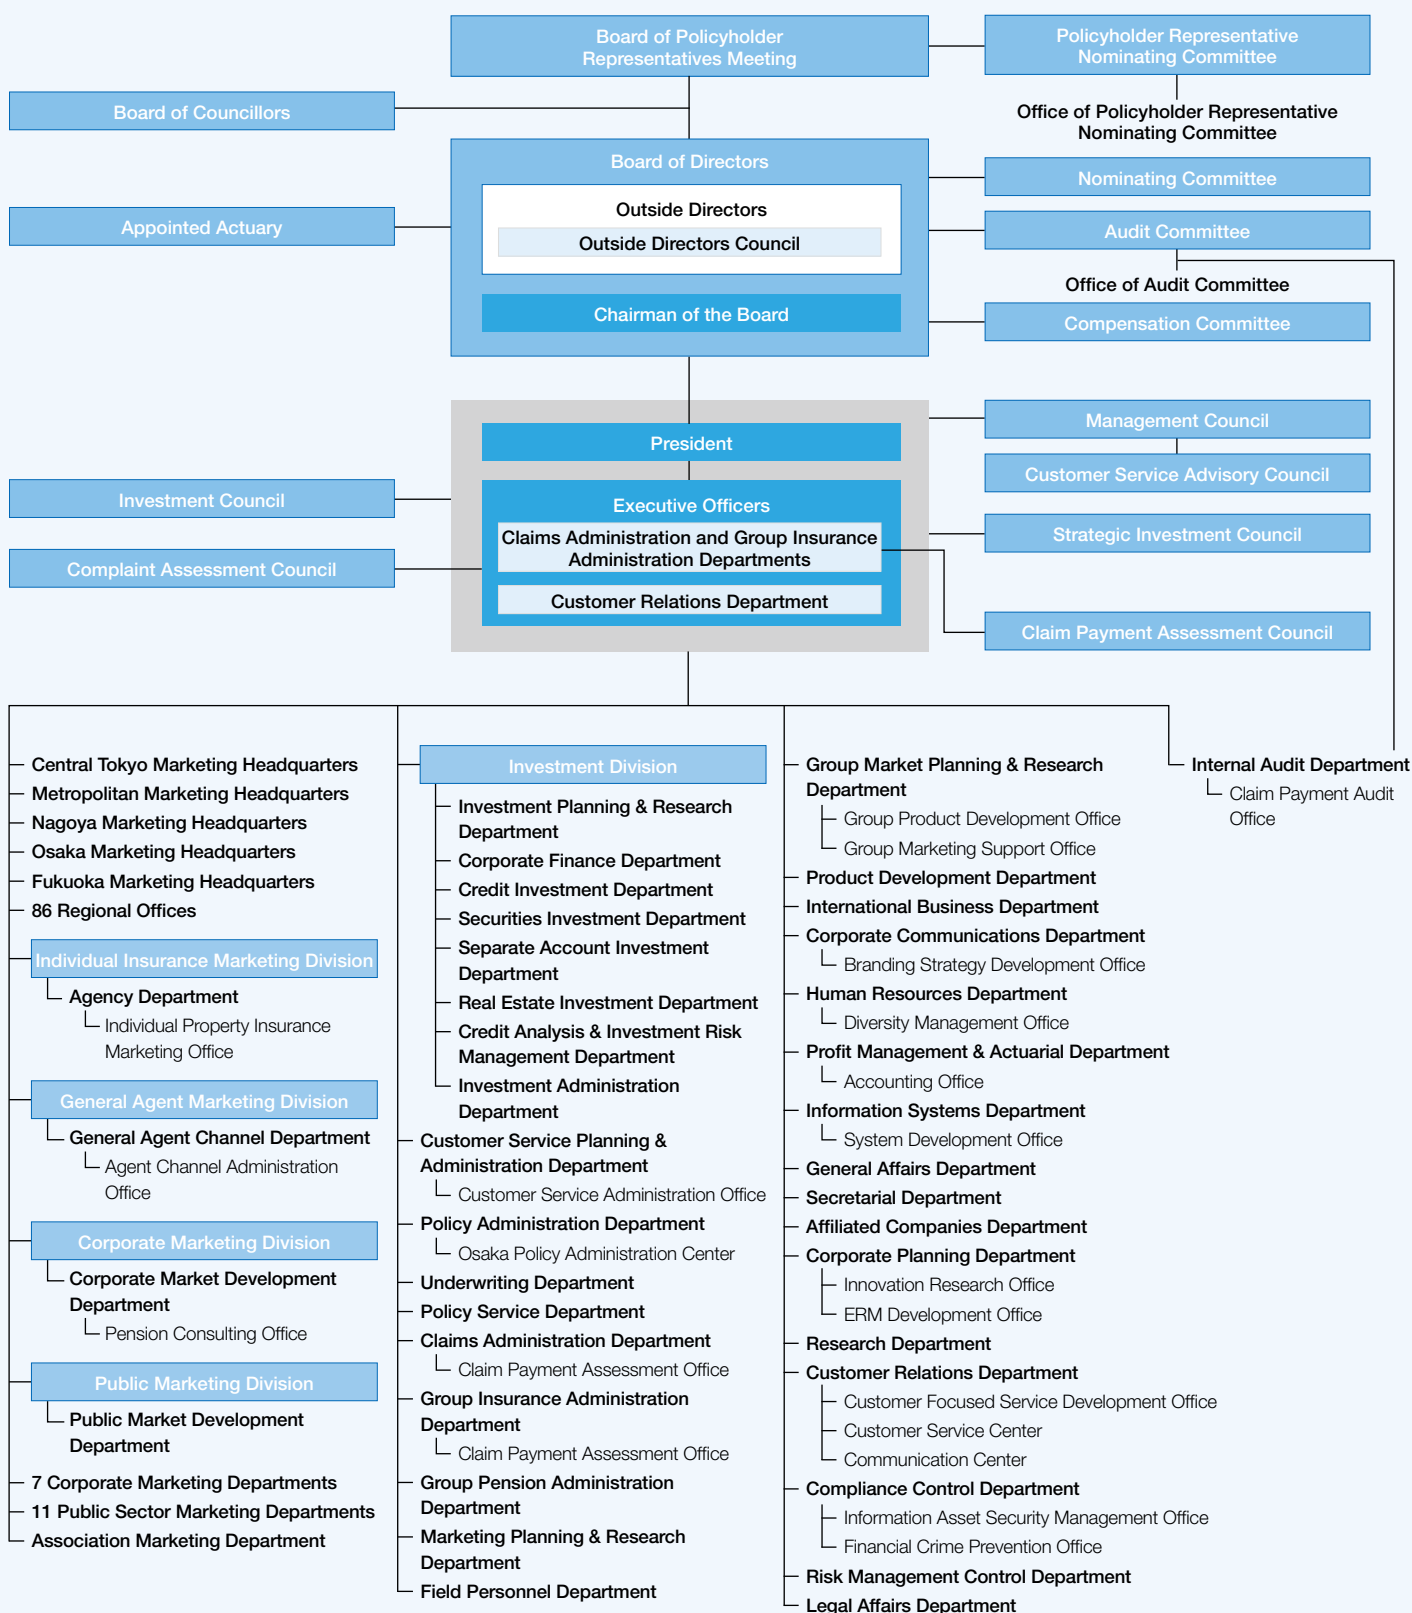 Board of Policyholder
Representatives Meeting
Policyholder Representative
Nominating Committee
Office of Policyholder Representative
Nominating Committee
Board of Councillors
Board of Directors
Outside Directors
Outside Directors Council
Chairman of the Board
Appointed Actuary
Nominating Committee
Audit Committee
Office of Audit Committee
Compensation Committee
President
Executive Officers
Claims Administration and Group Insurance
Administration Departments
Customer Relations Department
Investment Council
Complaint Assessment Council
Management Council
Customer Service Advisory Council
Strategic Investment Council
Claim Payment Assessment Council
Central Tokyo Marketing Headquarters
Metropolitan Marketing Headquarters
Nagoya Marketing Headquarters
Osaka Marketing Headquarters
Fukuoka Marketing Headquarters
86 Regional Offices
Individual Insurance Marketing Division
Agency Department
Individual Property Insurance
Marketing Office
General Agent Marketing Division
General Agent Channel Department
Agent Channel Administration
Office
Corporate Marketing Division
Corporate Market Development
Department
Pension Consulting Office
Public Marketing Division
Public Market Development
Department
7 Corporate Marketing Departments
11 Public Sector Marketing Departments
Association Marketing Department
Investment Division
Investment Planning & Research
Department
Corporate Finance Department
Credit Investment Department
Securities Investment Department
Separate Account Investment
Department
Real Estate Investment Department
Credit Analysis & Investment Risk
Management Department
Investment Administration
Department
Customer Service Planning &
Administration Department
Customer Service Administration Office
Policy Administration Department
Osaka Policy Administration Center
Underwriting Department
Policy Service Department
Claims Administration Department
Claim Payment Assessment Office
Group Insurance Administration
Department
Claim Payment Assessment Office
Group Pension Administration
Department
Marketing Planning & Research
Department
Field Personnel Department
Group Market Planning & Research
Department
Group Product Development Office
Group Marketing Support Office
Product Development Department
International Business Department
Corporate Communications Department
Branding Strategy Development Office
Human Resources Department
Diversity Management Office
Profit Management & Actuarial Department
Accounting Office
Information Systems Department
System Development Office
General Affairs Department
Secretarial Department
Affiliated Companies Department
Corporate Planning Department
Innovation Research Office
ERM Development Office
Research Department
Customer Relations Department
Customer Focused Service Development Office
Customer Service Center
Communication Center
Compliance Control Department
Information Asset Security Management Office
Financial Crime Prevention Office
Risk Management Control Department
Legal Affairs Department
Internal Audit Department
Claim Payment Audit
Office